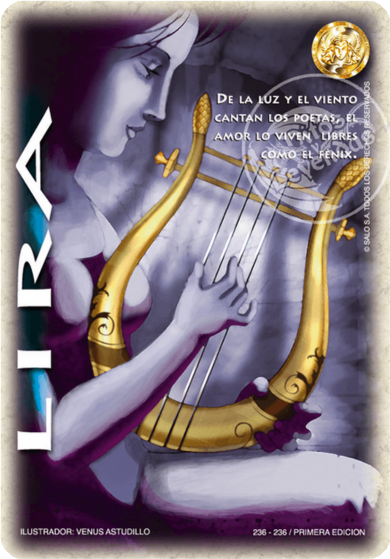 DE LA LUZ Y EL VIENTO
CANTAN LOS POETAS, EL
AMOR LO VIVEN LIBRES
COMO EL FENIX.
LIRA
© SALO S.A. TODOS LOS DERECHOS RESERVADOS
ILUSTRADOR: VENUS ASTUDILLO
236 - 236 / PRIMERA EDICION